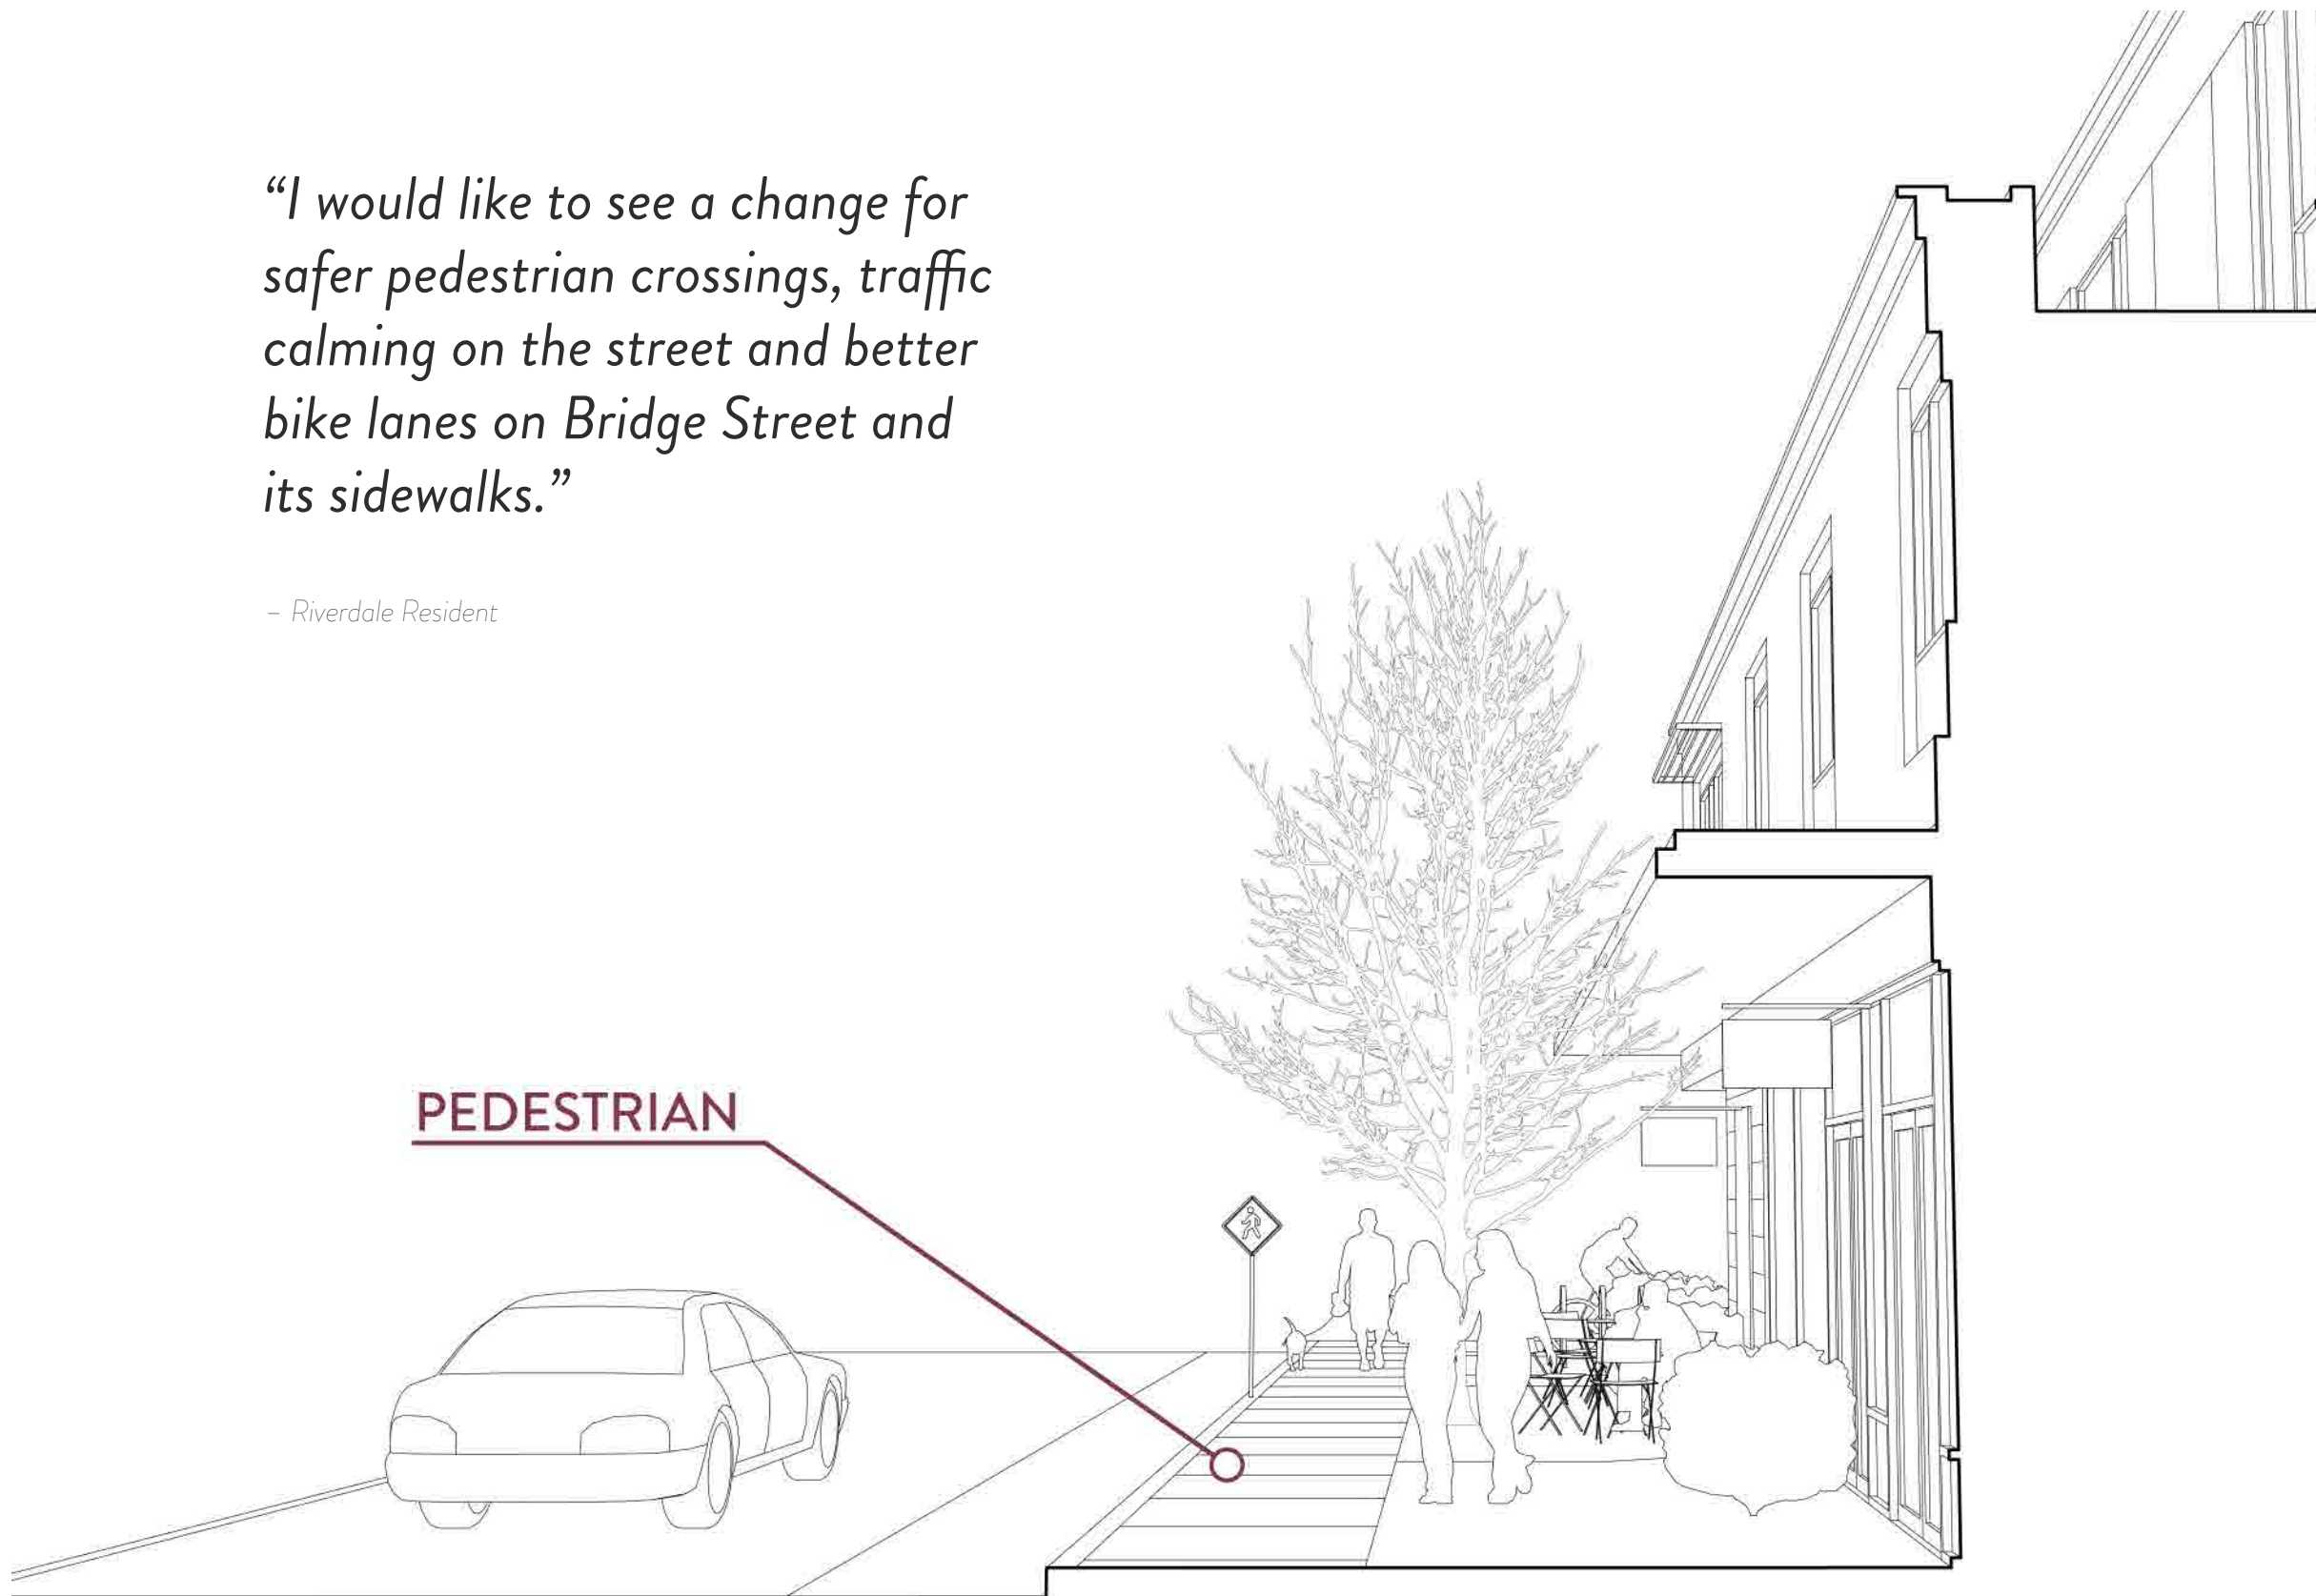 “I would like to see a change for
safer pedestrian crossings, traffic
calming on the street and better
bike lanes on Bridge Street and
its sidewalks.”
– Riverdale Resident
PEDESTRIAN